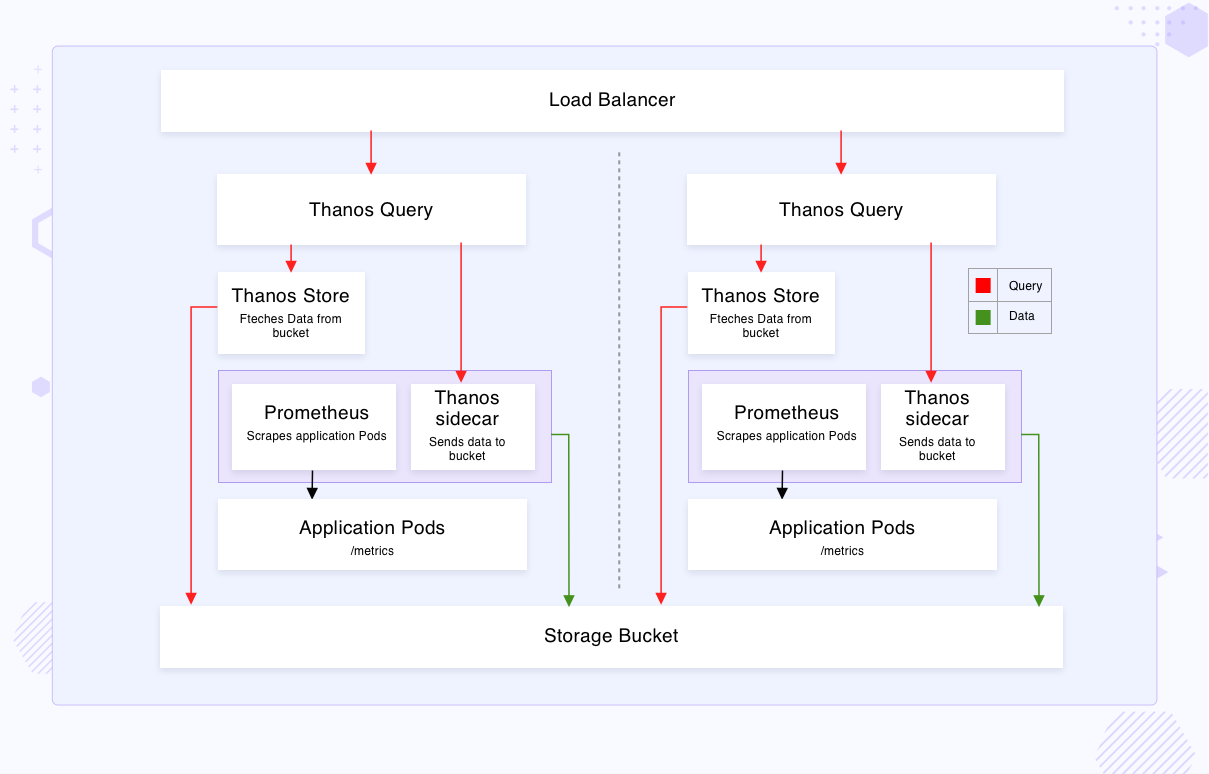 Load Balancer
Thanos Query
Thanos Query
Thanos Store
Fteches Data from
bucket
Thanos Store
Fteches Data from
bucket
Query
Data
Prometheus
Scrapes application Pods
Thanos
sidecar
Sends data to
bucket
Prometheus
Scrapes application Pods
Thanos
sidecar
Sends data to
bucket
Application Pods
/metrics
Application Pods
/metrics
Storage Bucket